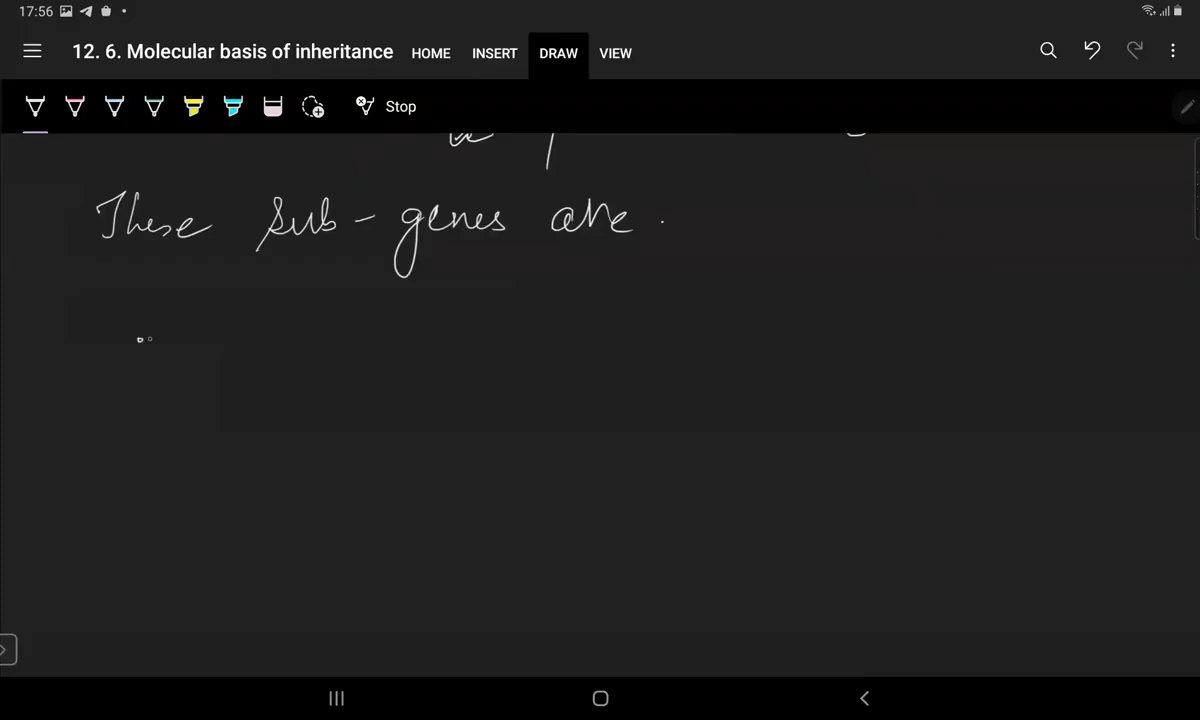 17:56
12. 6. Molecular basis of inheritance HOME INSERT DRAW VIEW
Stop
These sub-genes are